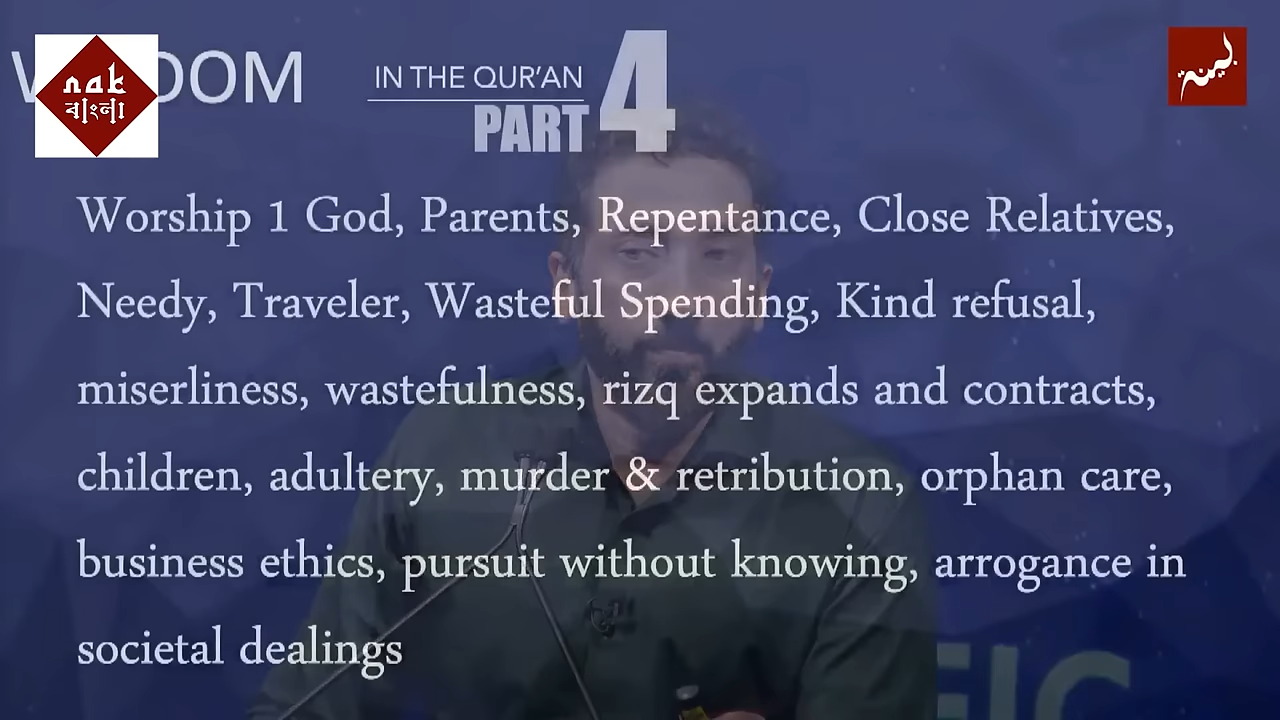 DOM
nak
বাংলা
IN THE QUR'AN
PART 4
Worship 1 God, Parents, Repentance, Close Relatives,
Needy, Traveler, Wasteful Spending, Kind refusal,
miserliness, wastefulness, rizq expands and contracts,
children, adultery, murder & retribution, orphan care,
business ethics, pursuit without knowing, arrogance in
societal dealings